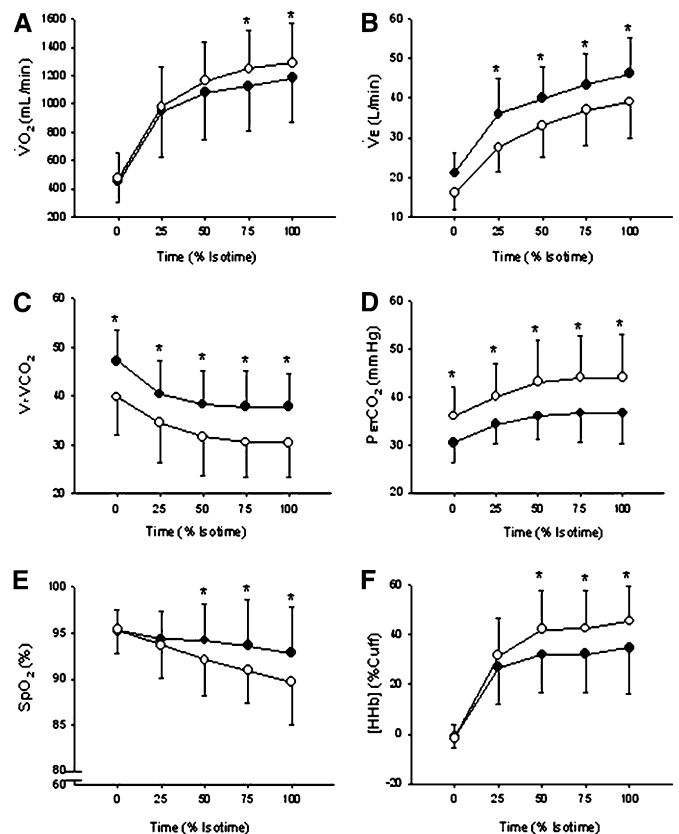 A
V̇O₂ (mL/min)
1600
1400
1200
1000
800
600
400
200
* *
0 25 50 75 100
Time (% Isotime)
B
V̇E (L/min)
60
50
40
30
20
10
* * * *
0 25 50 75 100
Time (% Isotime)
C
VE/VCO₂
60
50
40
30
20
* * * * *
0 25 50 75 100
Time (% Isotime)
D
PETCO₂ (mmHg)
60
50
40
30
20
* * * * *
0 25 50 75 100
Time (% Isotime)
E
SpO₂ (%)
100
95
90
85
80
60
* * *
0 25 50 75 100
Time (% Isotime)
F
[HHb] (%Cuff)
60
40
20
0
-20
* * * *
0 25 50 75 100
Time (% Isotime)